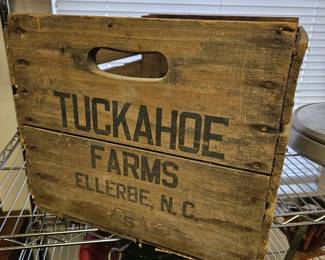 TUCKAHOE
FARMS
ELLERBE, N. C.